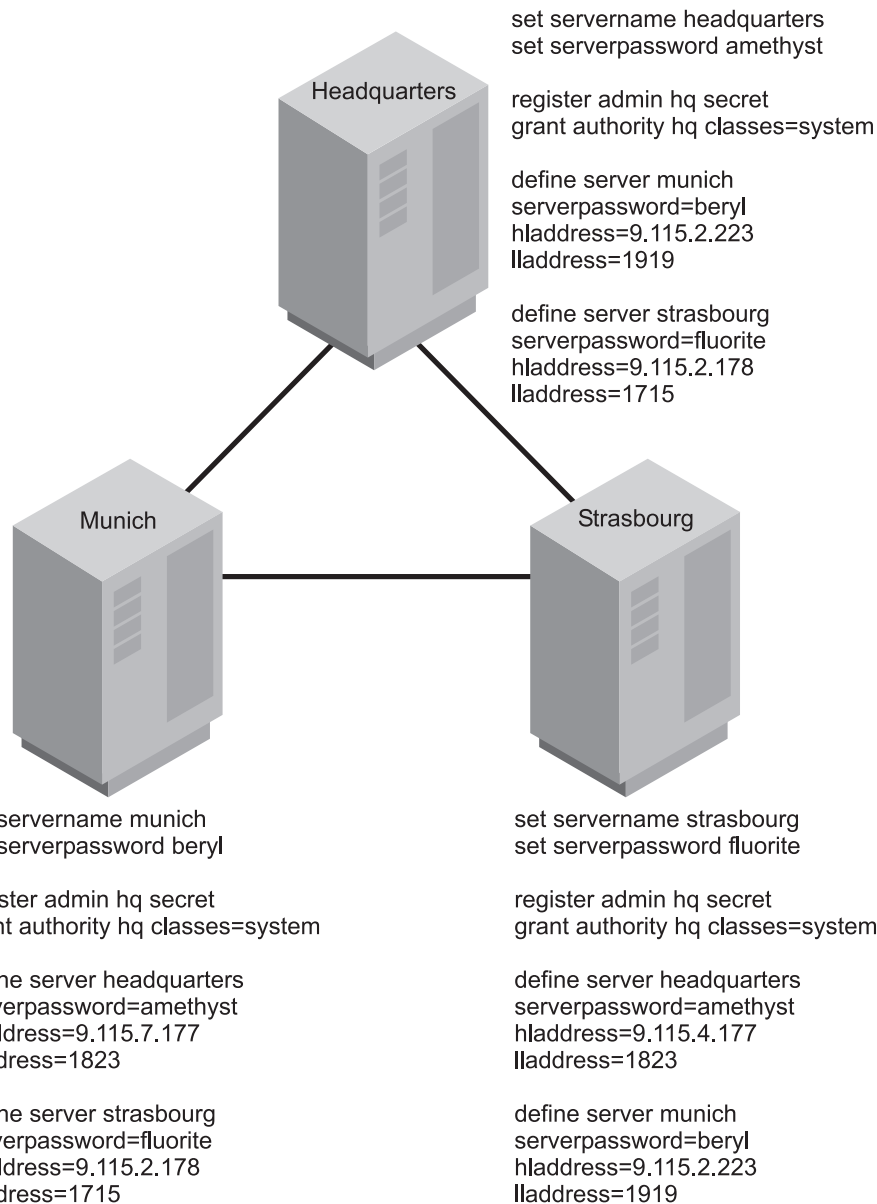 set servername headquarters
set serverpassword amethyst
Headquarters
register admin hq secret
grant authority hq classes=system
define server munich
serverpassword=beryl
hladdress=9.115.2.223
lladdress=1919
define server strasbourg
serverpassword=fluorite
hladdress=9.115.2.178
lladdress=1715
Munich
Strasbourg
servername munich
serverpassword beryl
ster admin hq secret
nt authority hq classes=system
ne server headquarters
verpassword=amethyst
ddress=9.115.7.177
dress=1823
ne server strasbourg
verpassword=fluorite
ddress=9.115.2.178
dress=1715
set servername strasbourg
set serverpassword fluorite
register admin hq secret
grant authority hq classes=system
define server headquarters
serverpassword=amethyst
hladdress=9.115.4.177
lladdress=1823
define server munich
serverpassword=beryl
hladdress=9.115.2.223
lladdress=1919